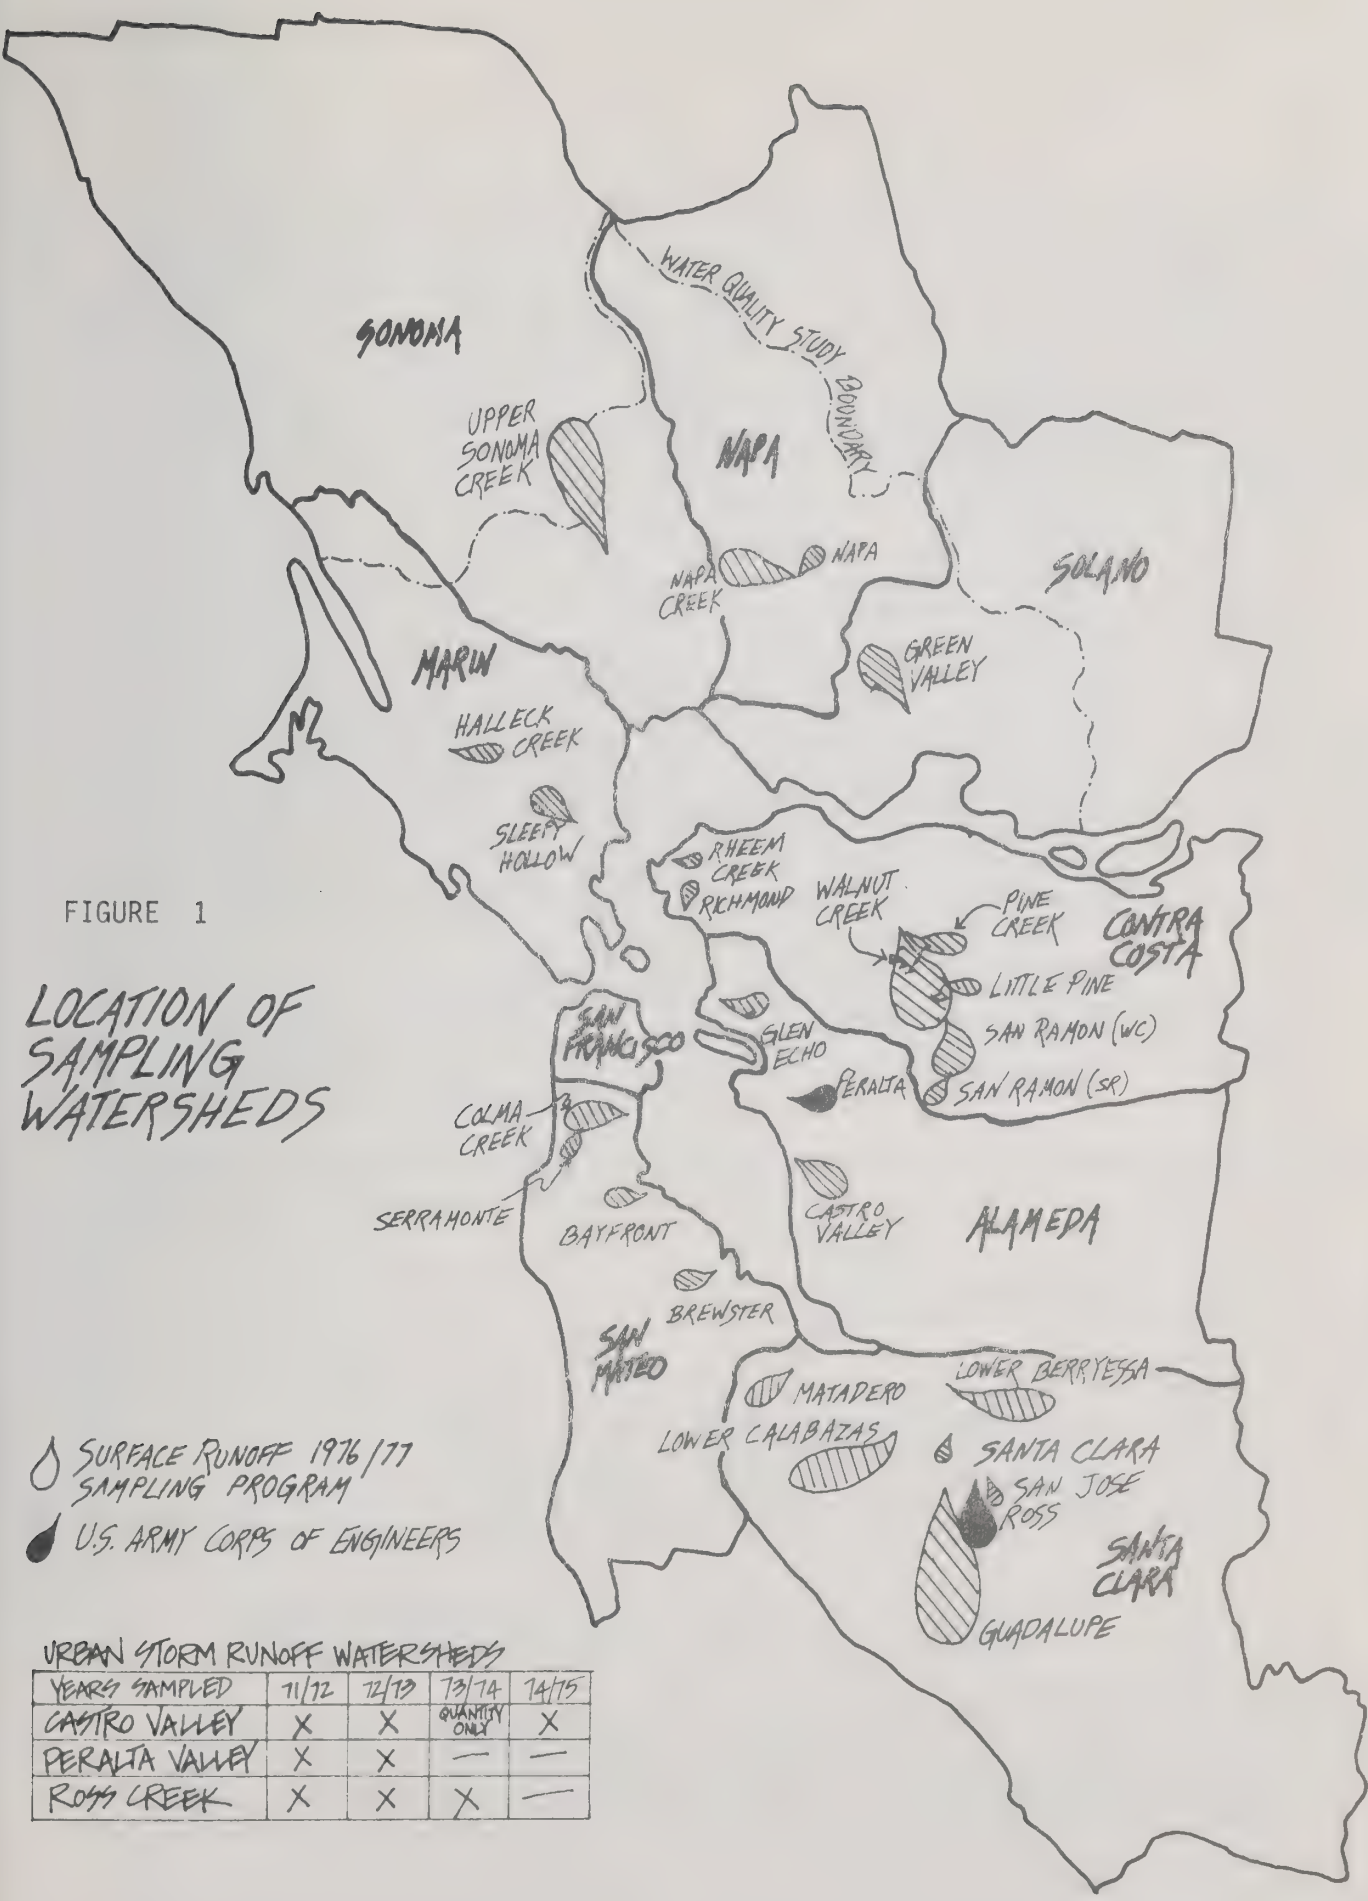 WATER QUALITY STUDY BOUNDARY
SONOMA
UPPER
SONOMA
CREEK
NAPA
NAPA
NAPA
CREEK
SOLANO
GREEN
VALLEY
MARIN
HALLECK
CREEK
SLEEPY
HOLLOW
RHEEM
CREEK
RICHMOND
WALNUT
CREEK
PINE
CREEK
CONTRA
COSTA
LITTLE PINE
SAN RAMON (WC)
SAN RAMON (SR)
GLEN
ECHO
PERALTA
SAN
FRANCISCO
FIGURE 1
LOCATION OF
SAMPLING
WATERSHEDS
COLMA
CREEK
SERRAMONTE
BAYFRONT
CASTRO
VALLEY
ALAMEDA
BREWSTER
SAN
MATEO
MATADERO
LOWER BERRYESSA
LOWER CALABAZAS
SANTA CLARA
SAN JOSE
ROSS
SANTA
CLARA
GUADALUPE
SURFACE RUNOFF 1976/77
SAMPLING PROGRAM
U.S. ARMY CORPS OF ENGINEERS
URBAN STORM RUNOFF WATERSHEDS
YEARS SAMPLED 71/72 72/73 73/74 74/75
CASTRO VALLEY X X QUANTITY ONLY X
PERALTA VALLEY X X — —
ROSS CREEK X X X —